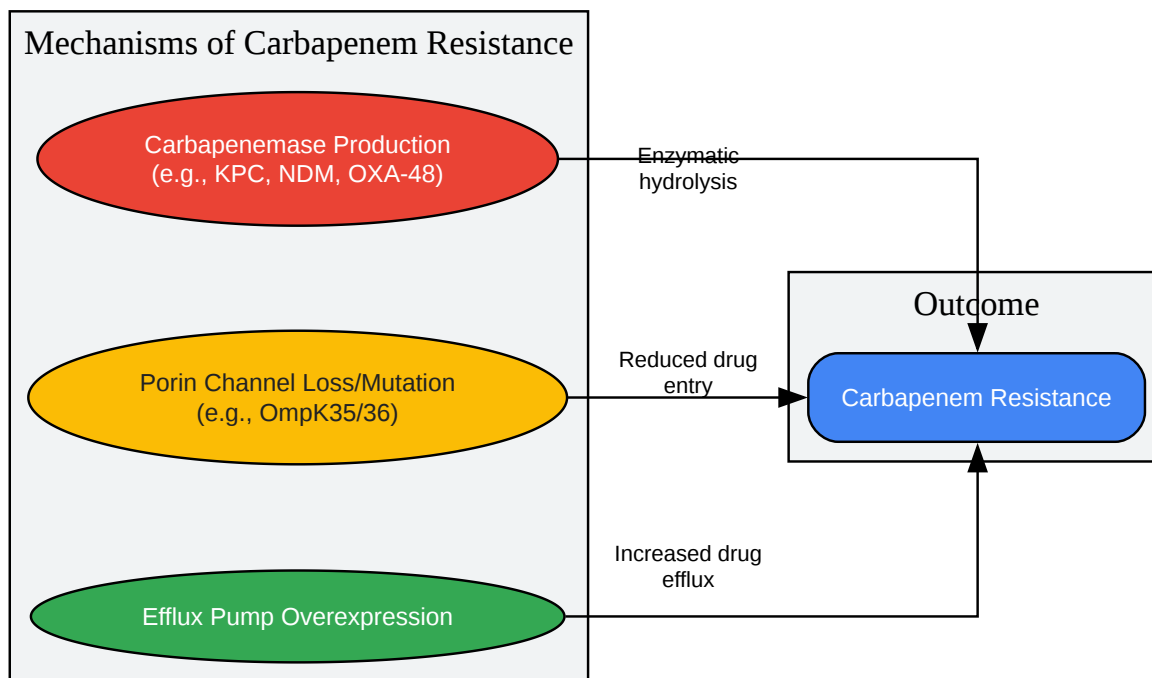 Mechanisms of Carbapenem Resistance
Carbapenemase Production
(e.g., KPC, NDM, OXA-48)
Enzymatic
hydrolysis
Outcome
Porin Channel Loss/Mutation
(e.g., OmpK35/36)
Reduced drug
entry
Carbapenem Resistance
Increased drug
efflux
Efflux Pump Overexpression